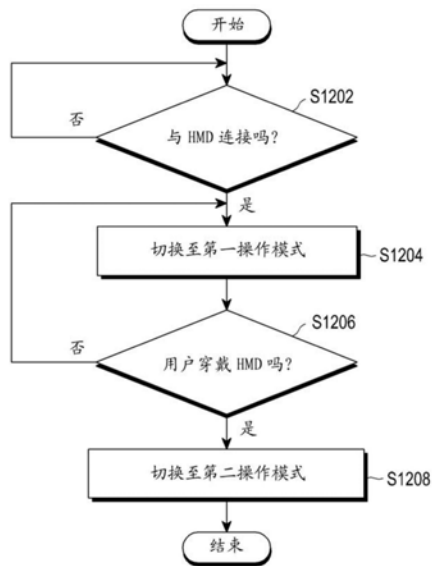 开始
S1202
否
与 HMD 连接吗?
是
切换至第一操作模式
S1204
S1206
否
用户穿戴 HMD 吗?
是
切换至第二操作模式
S1208
结束